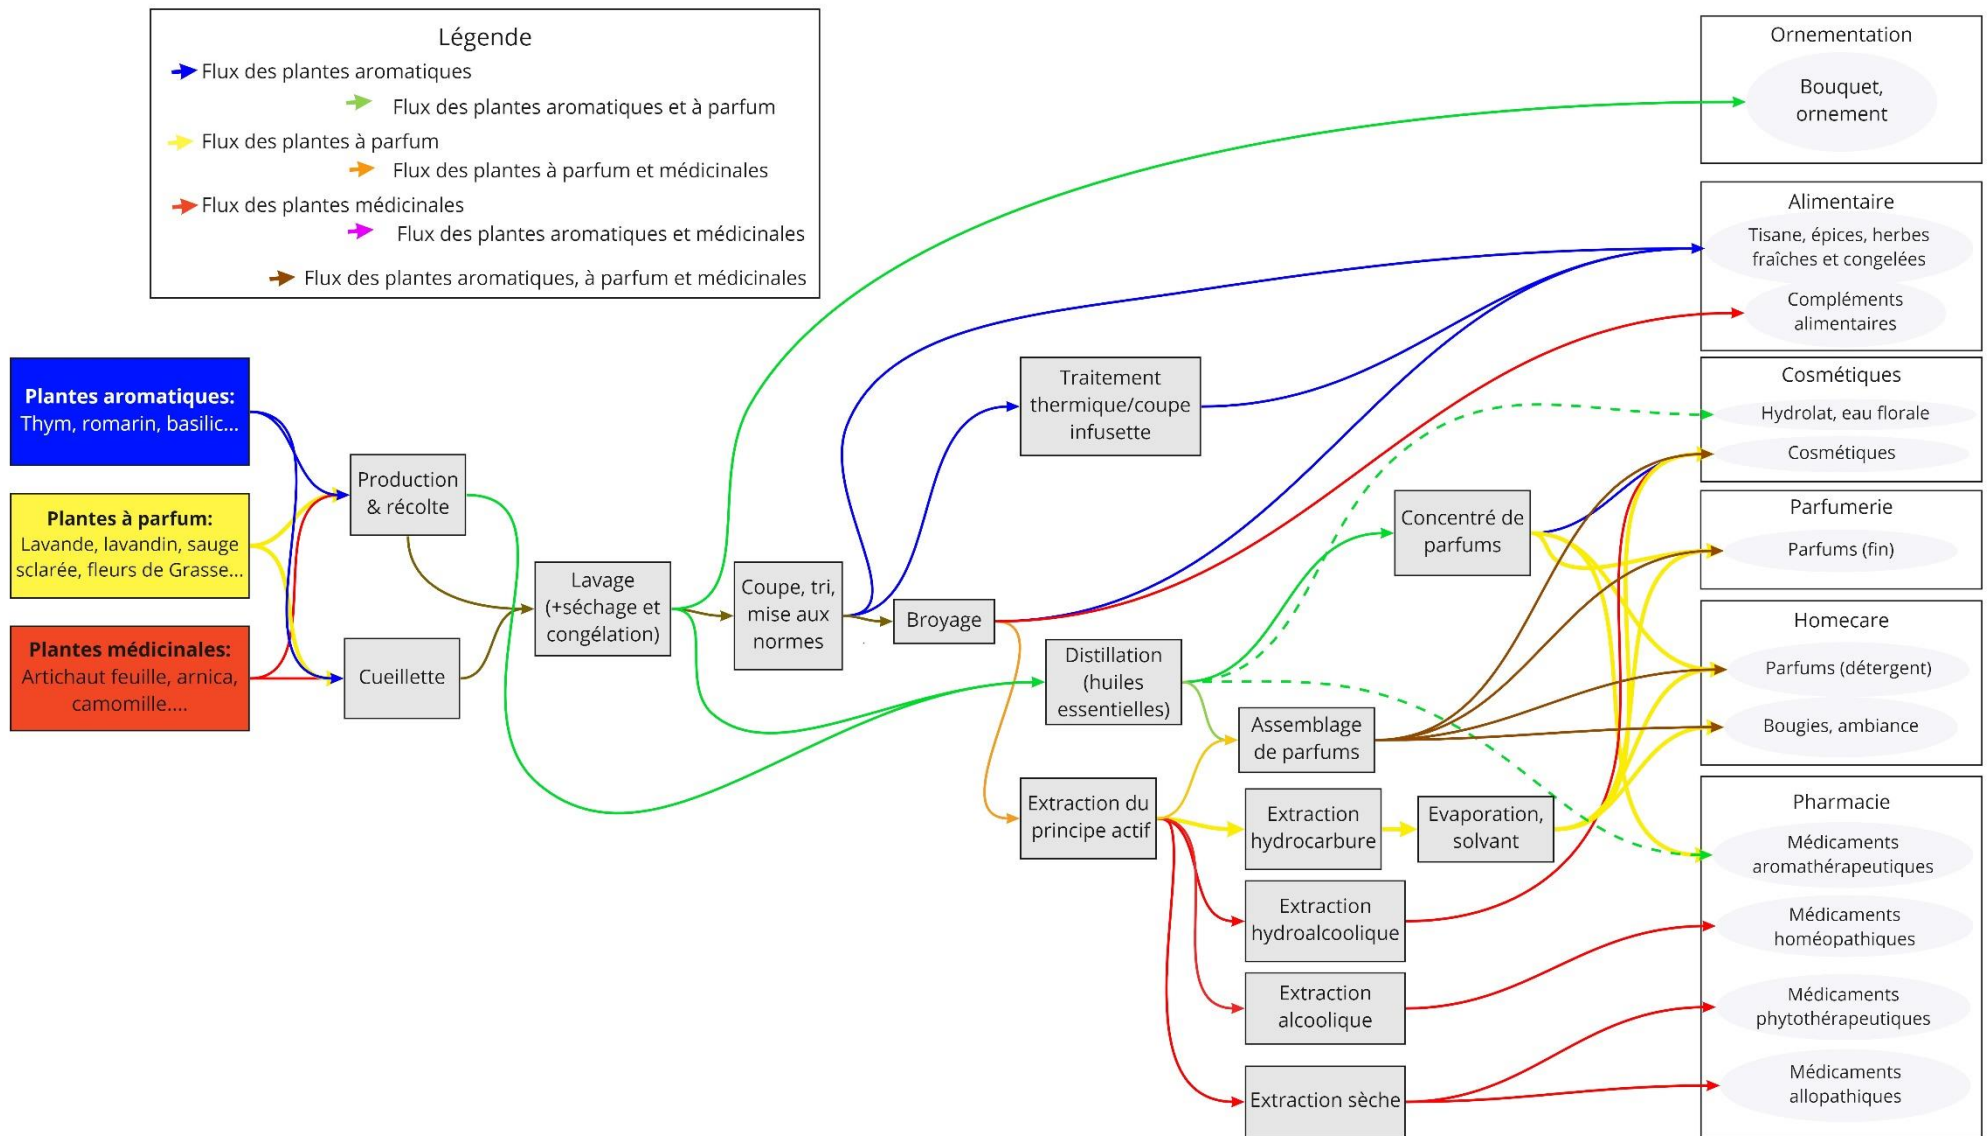 Légende
Flux des plantes aromatiques
Flux des plantes aromatiques et à parfum
Flux des plantes à parfum
Flux des plantes à parfum et médicinales
Flux des plantes médicinales
Flux des plantes aromatiques et médicinales
Flux des plantes aromatiques, à parfum et médicinales
Plantes aromatiques:
Thym, romarin, basilic...
Plantes à parfum:
Lavande, lavandin, sauge
sclarée, fleurs de Grasse...
Plantes médicinales:
Artichaut feuille, arnica,
camomille....
Production
& récolte
Cueillette
Lavage
(+séchage et
congélation)
Coupe, tri,
mise aux
normes
Broyage
Traitement
thermique/coupe
infusette
Distillation
(huiles
essentielles)
Extraction du
principe actif
Concentré de
parfums
Assemblage
de parfums
Extraction
hydrocarbure
Evaporation,
solvant
Extraction
hydroalcoolique
Extraction
alcoolique
Extraction sèche
Ornementation
Bouquet,
ornement
Alimentaire
Tisane, épices, herbes
fraîches et congelées
Compléments
alimentaires
Cosmétiques
Hydrolat, eau florale
Cosmétiques
Parfumerie
Parfums (fin)
Homecare
Parfums (détergent)
Bougies, ambiance
Pharmacie
Médicaments
aromathérapeutiques
Médicaments
homéopathiques
Médicaments
phytothérapeutiques
Médicaments
allopathiques